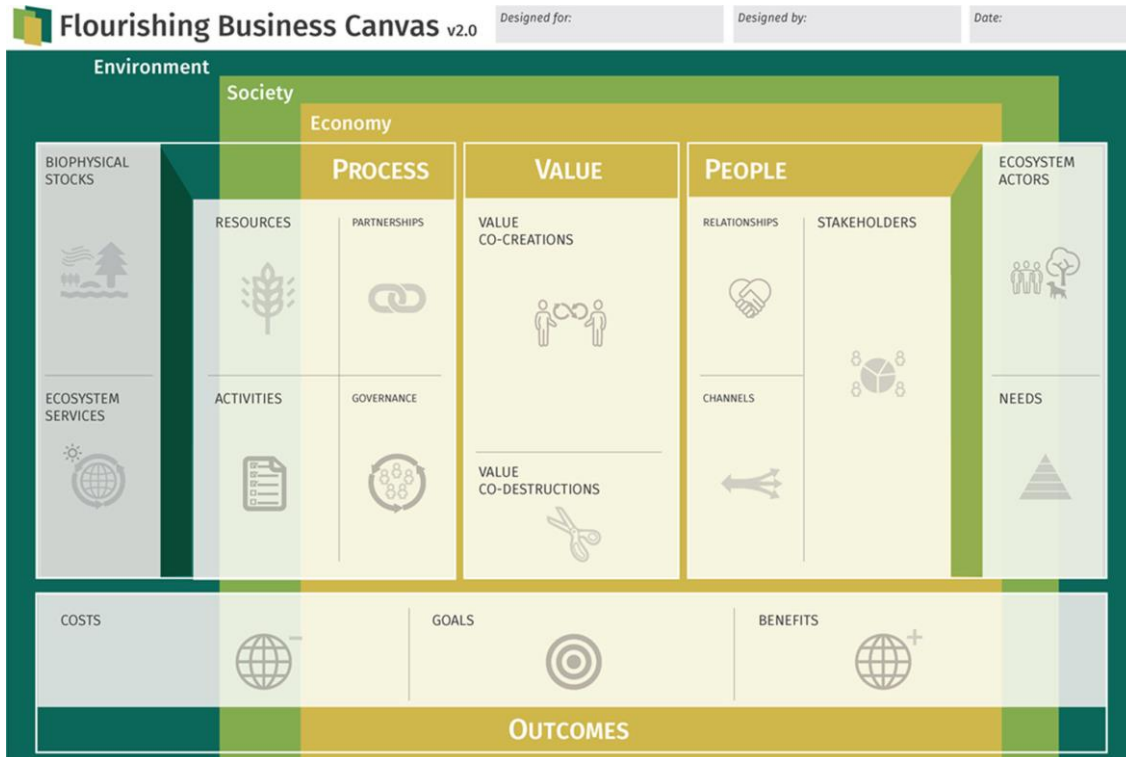 Flourishing Business Canvas v2.0
Designed for:
Designed by:
Date:
Environment
Society
Economy
BIOPHYSICAL
STOCKS
PROCESS
VALUE
PEOPLE
ECOSYSTEM
ACTORS
RESOURCES
PARTNERSHIPS
VALUE
CO-CREATIONS
RELATIONSHIPS
STAKEHOLDERS
ECOSYSTEM
SERVICES
ACTIVITIES
GOVERNANCE
VALUE
CO-DESTRUCTIONS
CHANNELS
NEEDS
COSTS
GOALS
BENEFITS
OUTCOMES